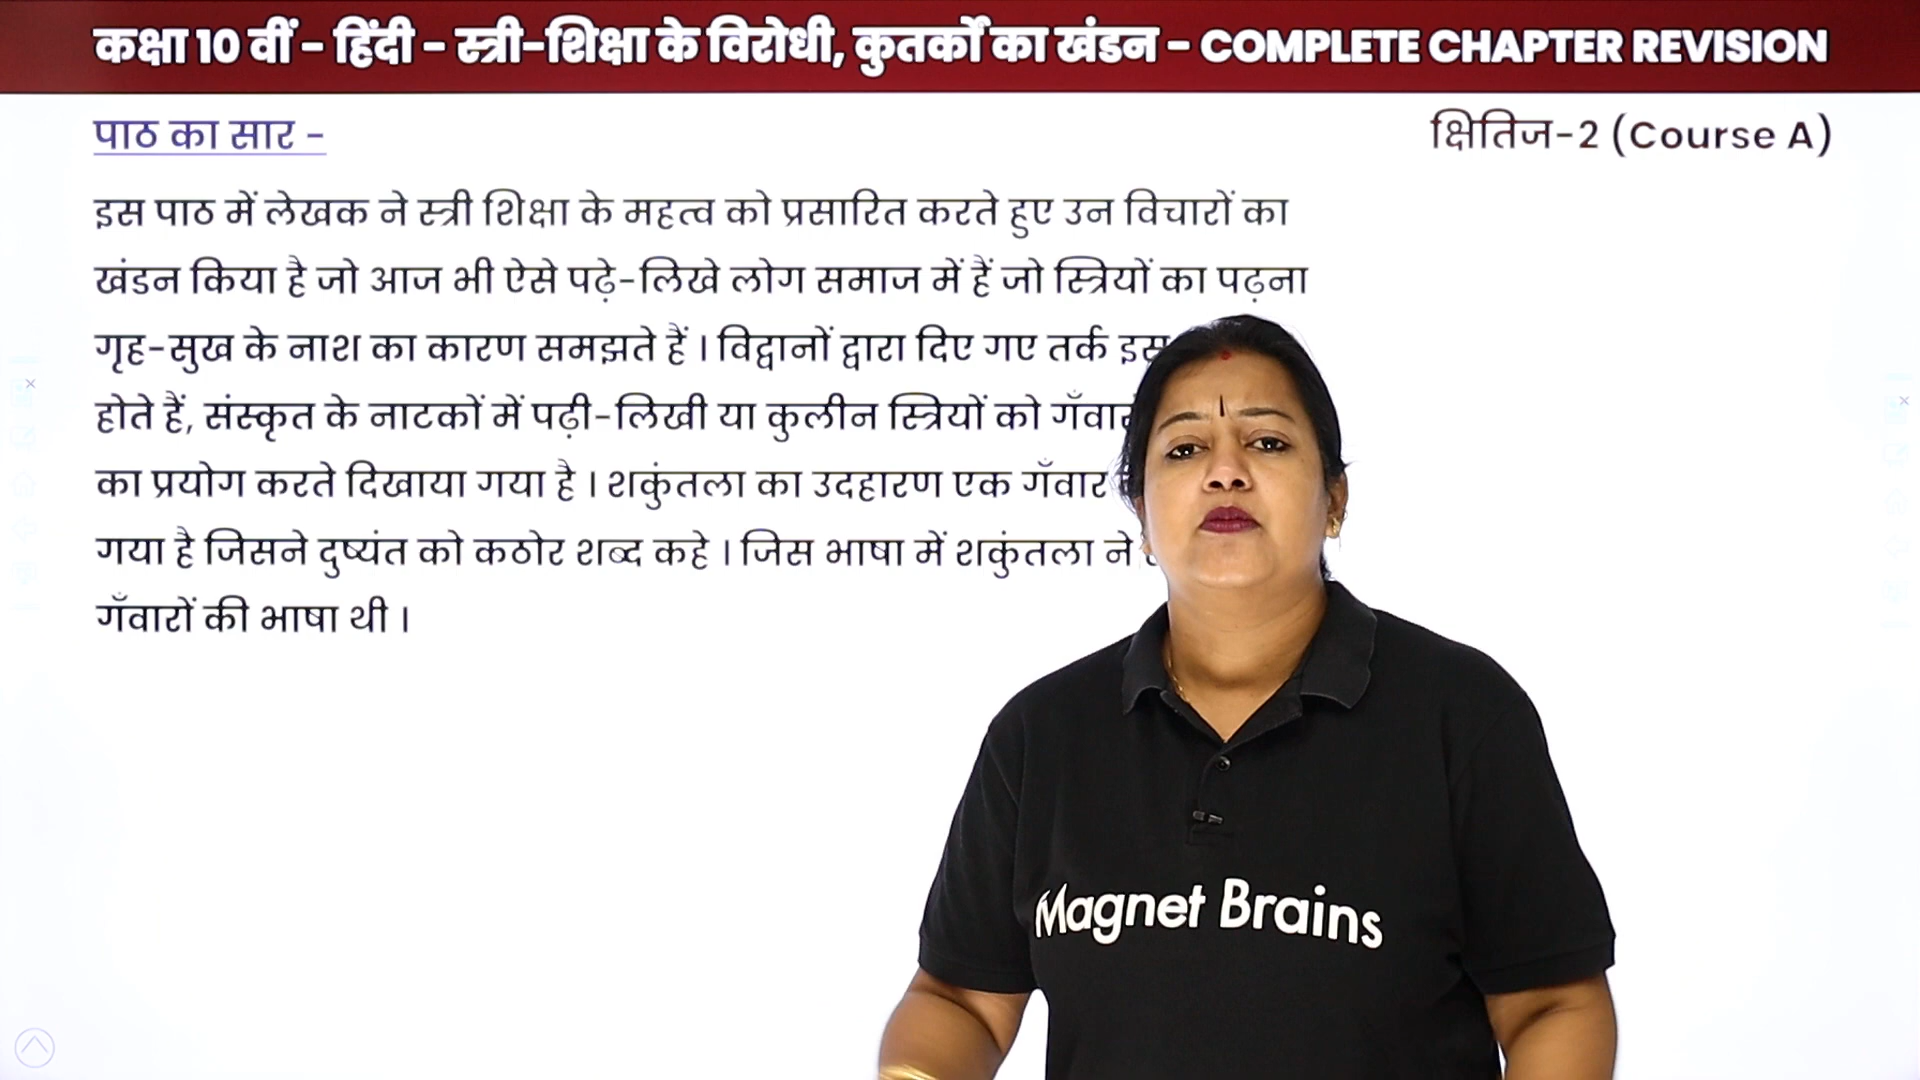 कक्षा 10 वीं – हिंदी – स्त्री-शिक्षा के विरोधी, कुतर्कों का खंडन – COMPLETE CHAPTER REVISION
पाठ का सार –
क्षितिज-2 (Course A)
इस पाठ में लेखक ने स्त्री शिक्षा के महत्व को प्रसारित करते हुए उन विचारों का
खंडन किया है जो आज भी ऐसे पढ़े-लिखे लोग समाज में हैं जो स्त्रियों का पढ़ना
गृह-सुख के नाश का कारण समझते हैं । विद्वानों द्वारा दिए गए तर्क इस
होते हैं, संस्कृत के नाटकों में पढ़ी-लिखी या कुलीन स्त्रियों को
का प्रयोग करते दिखाया गया है । शकुंतला का उदहारण एक गँवार
गया है जिसने दुष्यंत को कठोर शब्द कहे । जिस भाषा में शकुंतला ने
गँवारों की भाषा थी ।
Magnet Brains